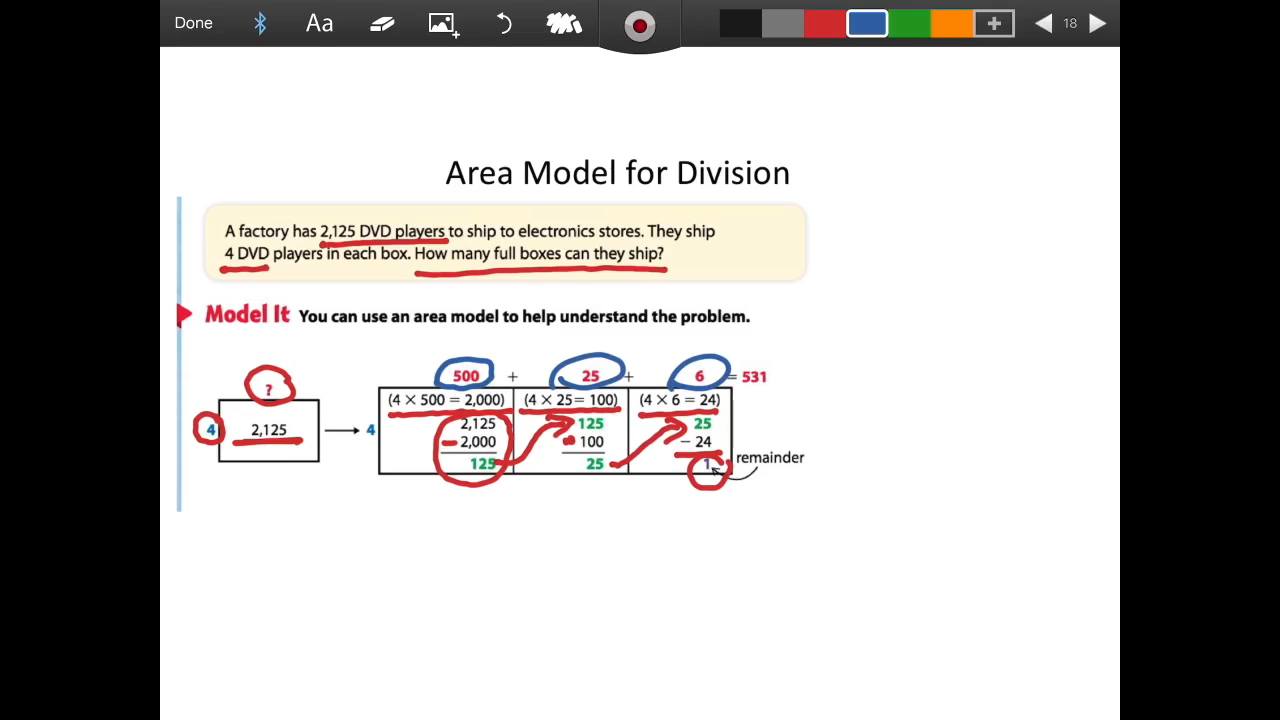 Done Aa 18
Area Model for Division
A factory has 2,125 DVD players to ship to electronics stores. They ship
4 DVD players in each box. How many full boxes can they ship?
Model It You can use an area model to help understand the problem.
500 + 25 + 6 = 531
?
(4 × 500 = 2,000) (4 × 25= 100) (4 × 6 = 24)
4 2,125 4
2,125 125 25
- 2,000 - 100 − 24
125 25 1
remainder